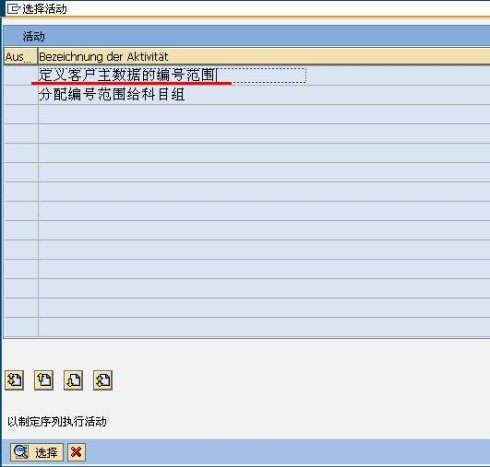 选择活动
活动
Aus... Bezeichnung der Aktivität
定义客户主数据的编号范围
分配编号范围给科目组
以制定序列执行活动
选择